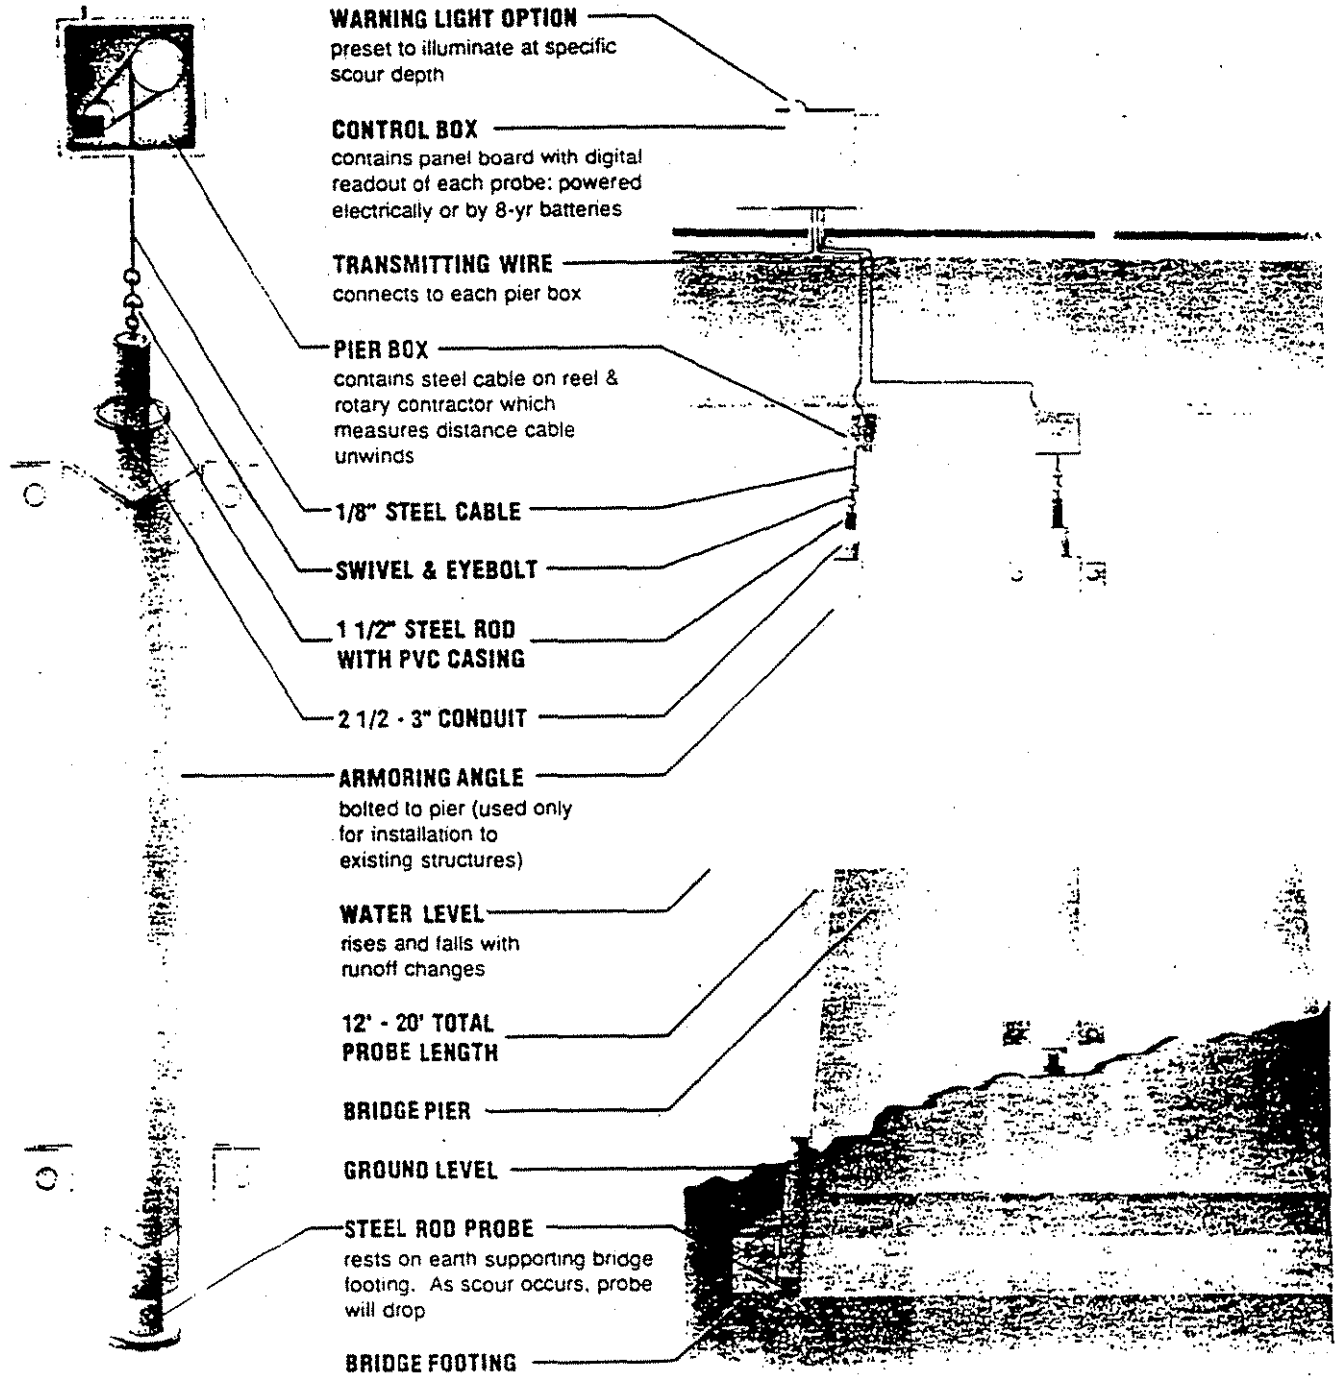 WARNING LIGHT OPTION
preset to illuminate at specific
scour depth
CONTROL BOX
contains panel board with digital
readout of each probe: powered
electrically or by 8-yr batteries
TRANSMITTING WIRE
connects to each pier box
PIER BOX
contains steel cable on reel &
rotary contractor which
measures distance cable
unwinds
1/8" STEEL CABLE
SWIVEL & EYEBOLT
1 1/2" STEEL ROD
WITH PVC CASING
2 1/2 - 3" CONDUIT
ARMORING ANGLE
bolted to pier (used only
for installation to
existing structures)
WATER LEVEL
rises and falls with
runoff changes
12' - 20' TOTAL
PROBE LENGTH
BRIDGE PIER
GROUND LEVEL
STEEL ROD PROBE
rests on earth supporting bridge
footing. As scour occurs, probe
will drop
BRIDGE FOOTING